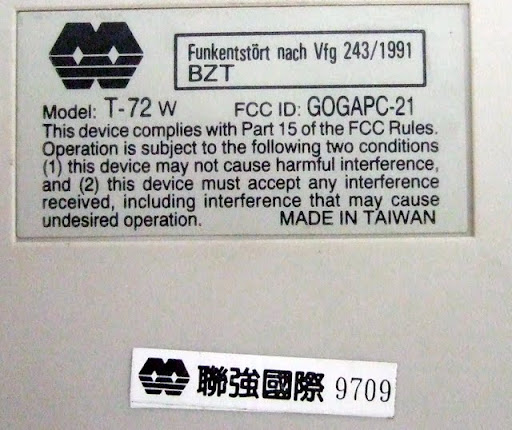 Funkentstört nach Vfg 243/1991
BZT
Model: T-72 W FCC ID: GOGAPC-21
This device complies with Part 15 of the FCC Rules.
Operation is subject to the following two conditions
(1) this device may not cause harmful interference,
and (2) this device must accept any interference
received, including interference that may cause
undesired operation. MADE IN TAIWAN
聯強國際 9709